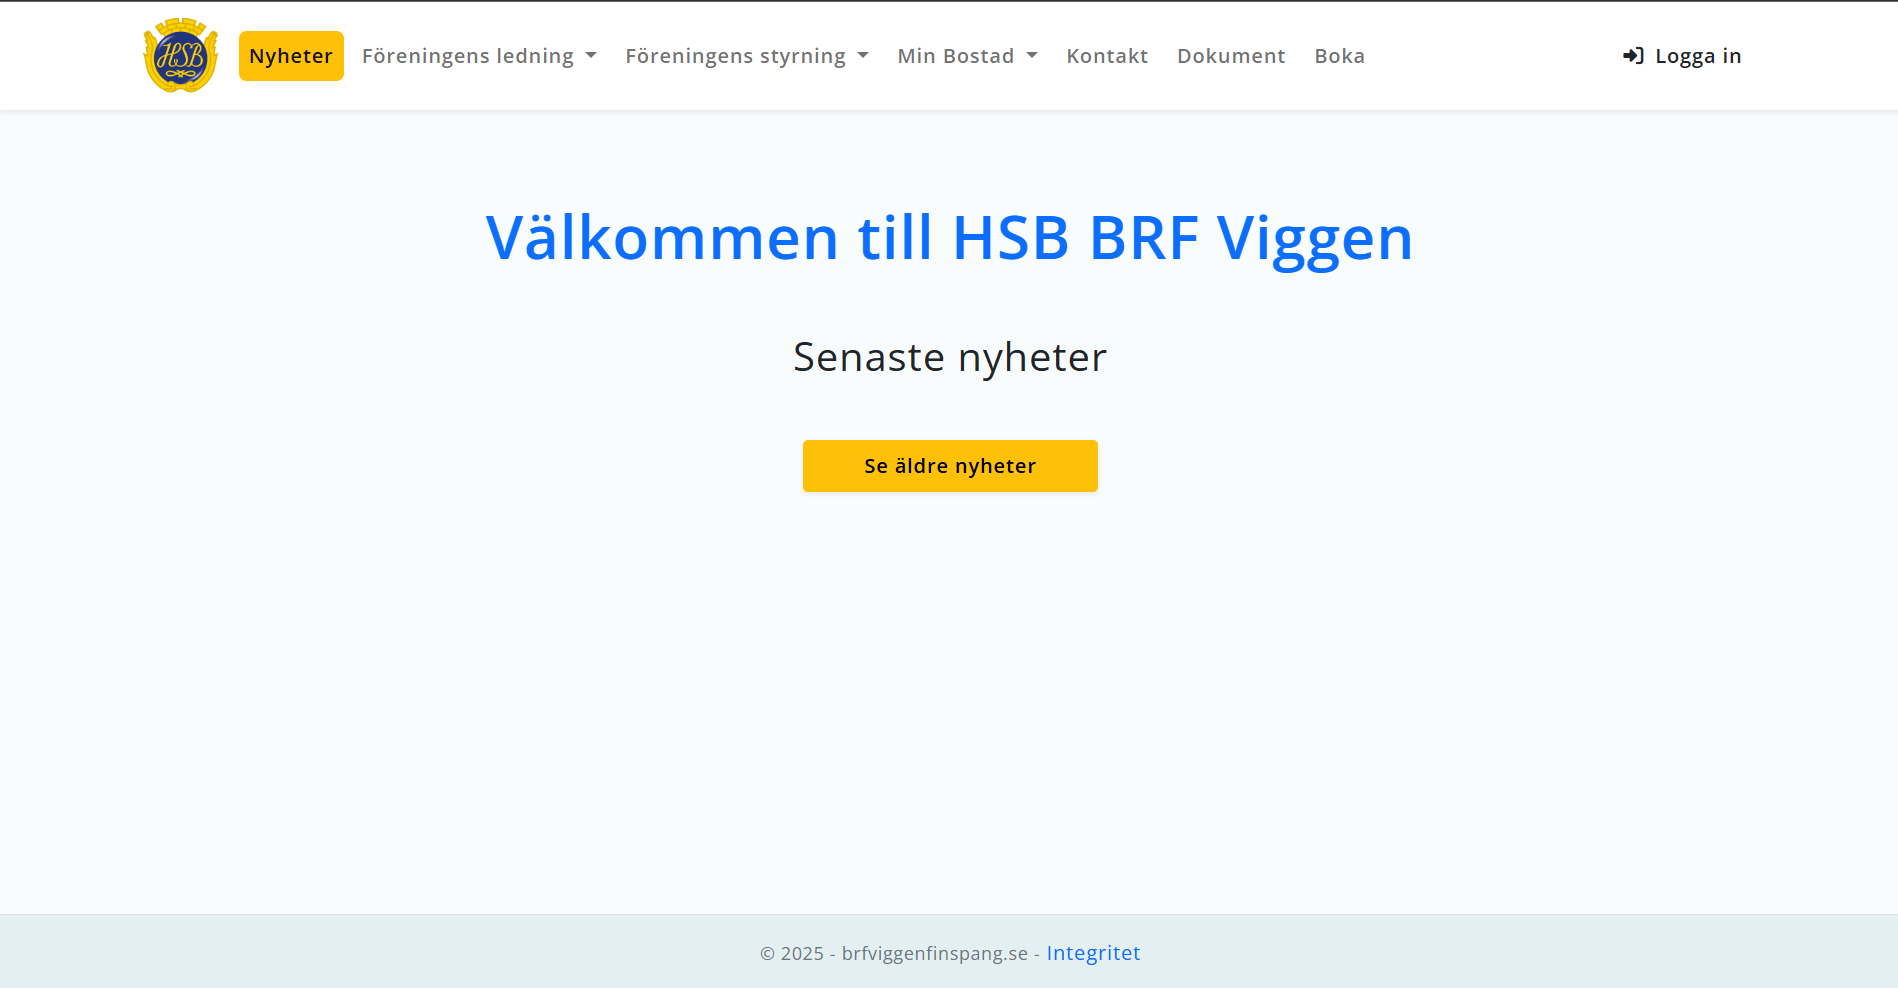 HSB
Nyheter
Föreningens ledning
Föreningens styrning
Min Bostad
Kontakt
Dokument
Boka
Logga in
Välkommen till HSB BRF Viggen
Senaste nyheter
Se äldre nyheter
© 2025 - brfviggenfinspang.se - Integritet